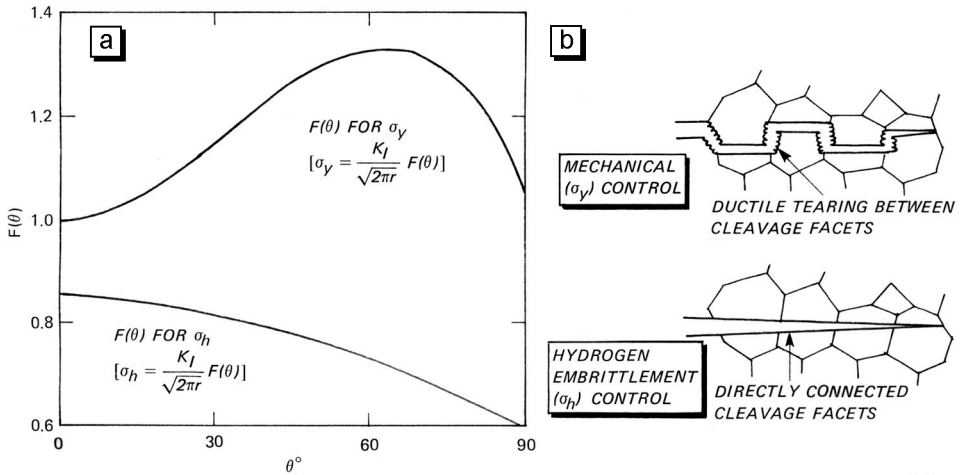 a
1.4
1.2
1.0
0.8
0.6
F(θ)
F(θ) FOR σy
[σy = KI / √2πr F(θ)]
F(θ) FOR σh
[σh = KI / √2πr F(θ)]
0
30
60
90
θ°
b
MECHANICAL
(σy) CONTROL
DUCTILE TEARING BETWEEN
CLEAVAGE FACETS
HYDROGEN
EMBRITTLEMENT
(σh) CONTROL
DIRECTLY CONNECTED
CLEAVAGE FACETS